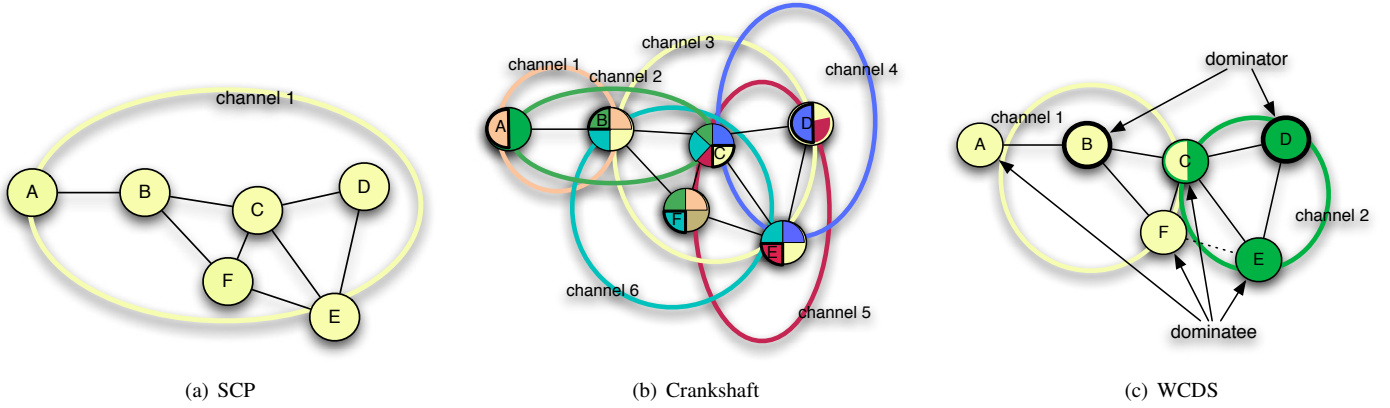 channel 1
A
B
C
D
F
E
(a) SCP
channel 3
channel 1
channel 2
channel 4
A
B
C
D
F
E
channel 6
channel 5
(b) Crankshaft
dominator
channel 1
A
B
C
D
channel 2
F
E
dominatee
(c) WCDS